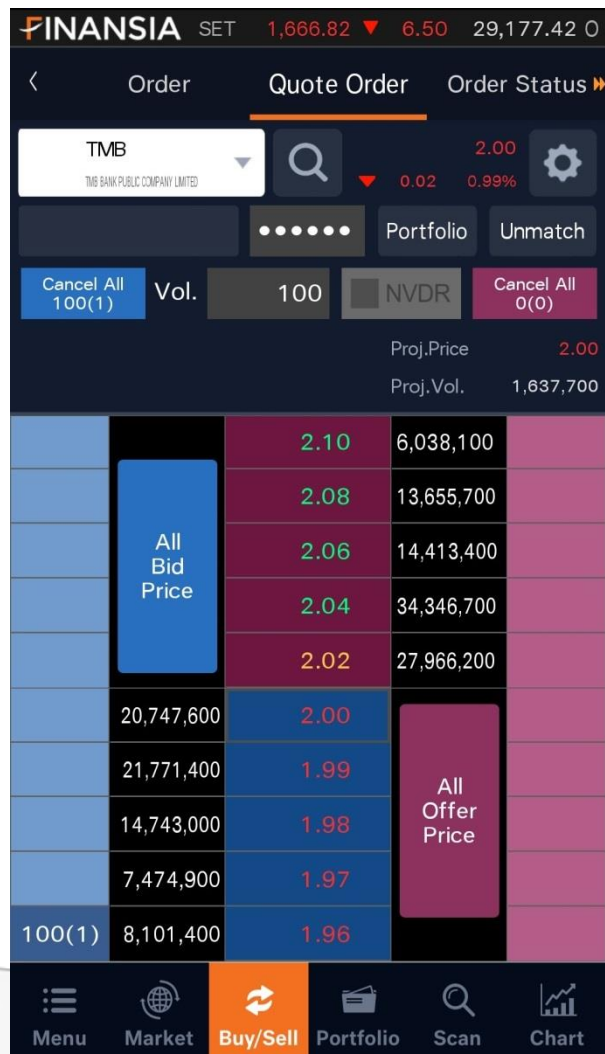 FINANSIA SET 1,666.82 ▼ 6.50 29,177.42 O
Order Quote Order Order Status
TMB 2.00
TMB BANK PUBLIC COMPANY LIMITED ▼ 0.02 0.99%
•••••• Portfolio Unmatch
Cancel All
100(1)
Vol. 100 NVDR
Cancel All
0(0)
Proj.Price 2.00
Proj.Vol. 1,637,700
2.10 6,038,100
2.08 13,655,700
2.06 14,413,400
2.04 34,346,700
2.02 27,966,200
All
Bid
Price
20,747,600 2.00
21,771,400 1.99
14,743,000 1.98
7,474,900 1.97
100(1) 8,101,400 1.96
All
Offer
Price
Menu Market Buy/Sell Portfolio Scan Chart